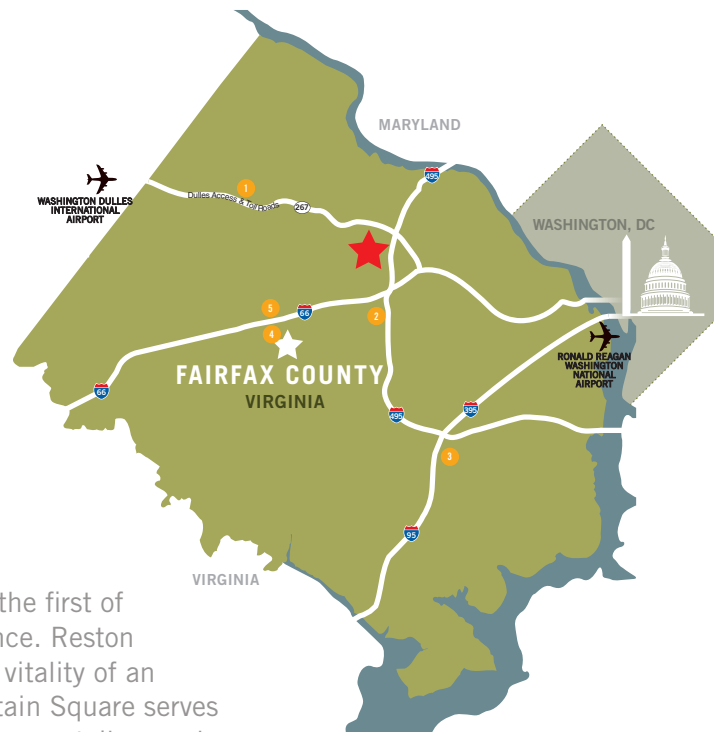 MARYLAND
495
1
Dulles Access & Toll Roads
267
WASHINGTON DULLES
INTERNATIONAL
AIRPORT
WASHINGTON, DC
5
66
2
4
RONALD REAGAN
WASHINGTON
NATIONAL
AIRPORT
FAIRFAX COUNTY
VIRGINIA
66
495
395
3
95
VIRGINIA
the first of
nce. Reston
vitality of an
tain Square serves